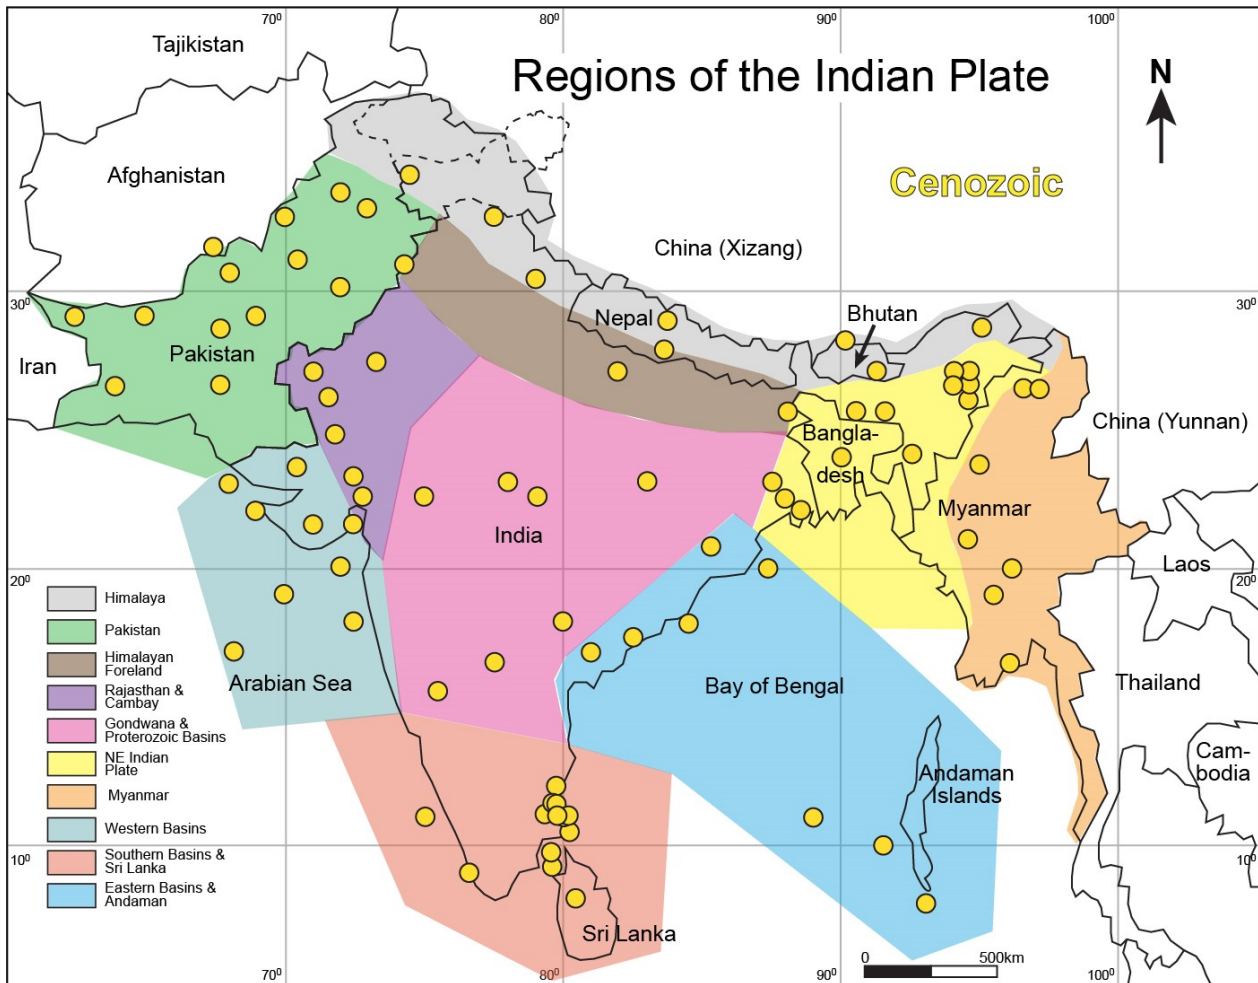 70⁰
80⁰
90⁰
100⁰
Tajikistan
Regions of the Indian Plate
N
Afghanistan
Cenozoic
China (Xizang)
30⁰
30⁰
Nepal
Bhutan
Iran
Pakistan
China (Yunnan)
Bangla-
desh
India
Myanmar
Laos
20⁰
20⁰
Himalaya
Pakistan
Himalayan
Foreland
Rajasthan &
Cambay
Gondwana &
Proterozoic Basins
NE Indian
Plate
Myanmar
Western Basins
Southern Basins &
Sri Lanka
Eastern Basins &
Andaman
Arabian Sea
Bay of Bengal
Thailand
Cam-
bodia
Andaman
Islands
10⁰
10⁰
Sri Lanka
0
500km
70⁰
80⁰
90⁰
100⁰